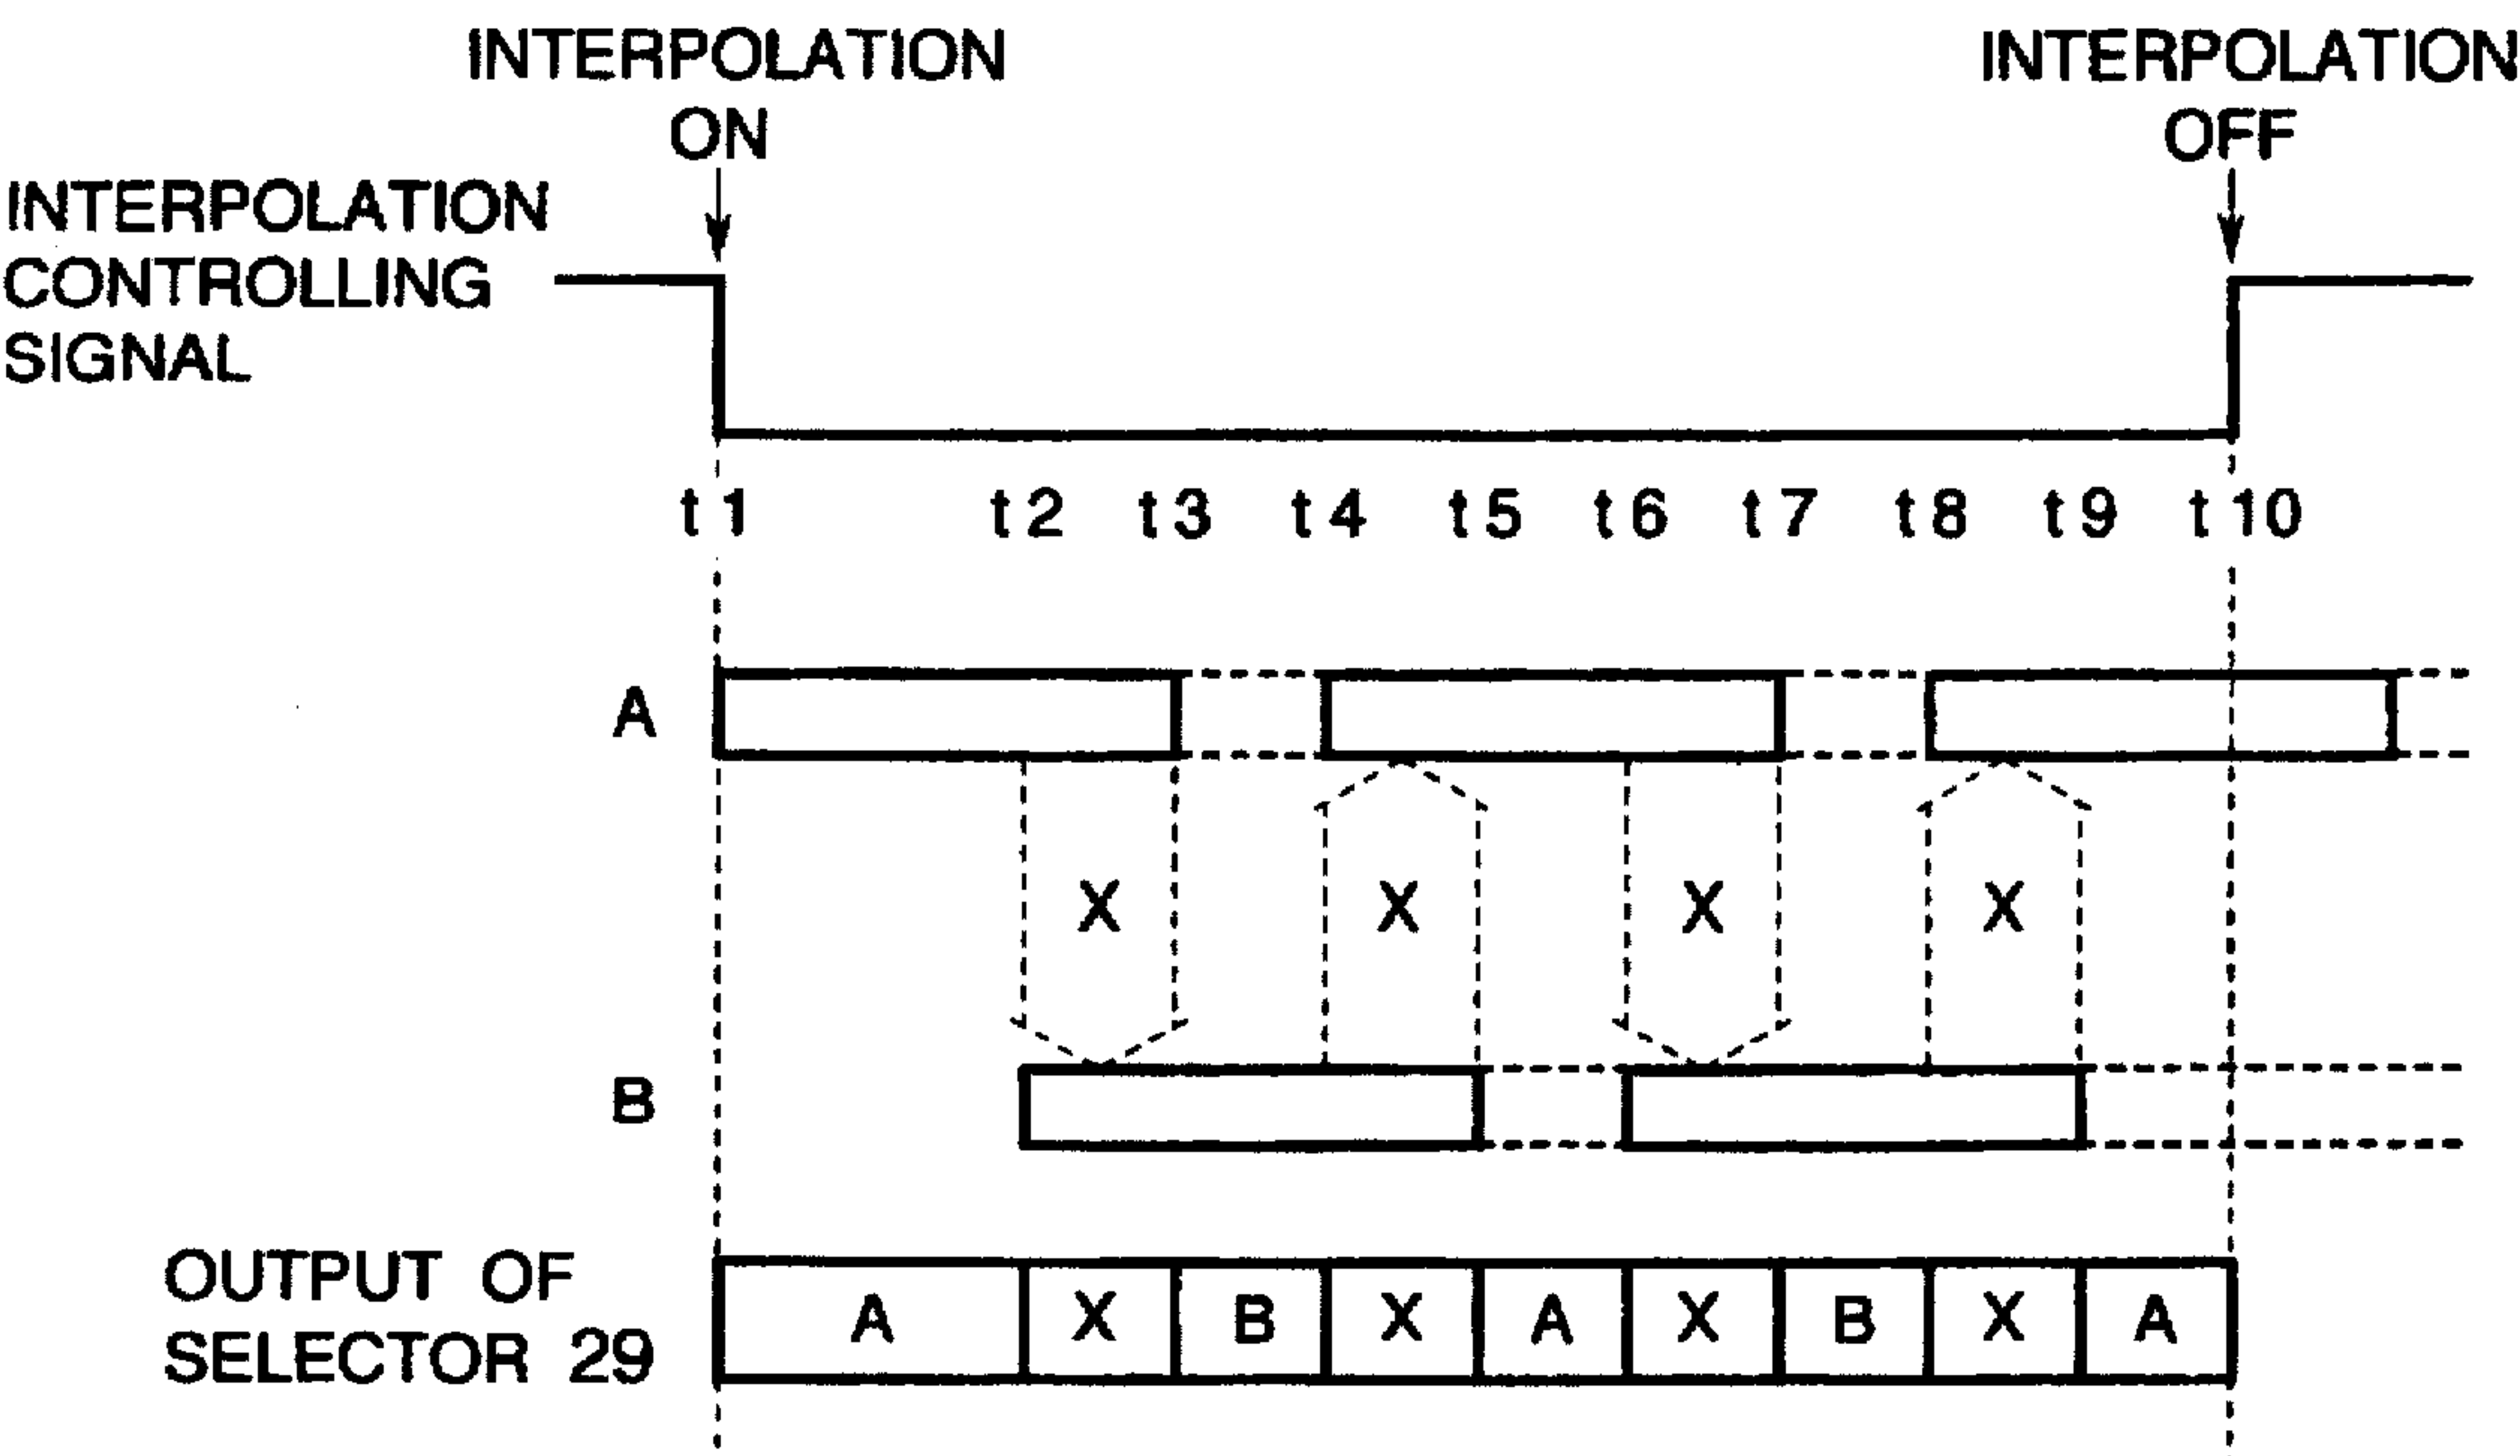 INTERPOLATION
ON
INTERPOLATION
OFF
INTERPOLATION
CONTROLLING
SIGNAL
t1 t2 t3 t4 t5 t6 t7 t8 t9 t10
A
X X X X
B
OUTPUT OF
SELECTOR 29
A X B X A X B X A